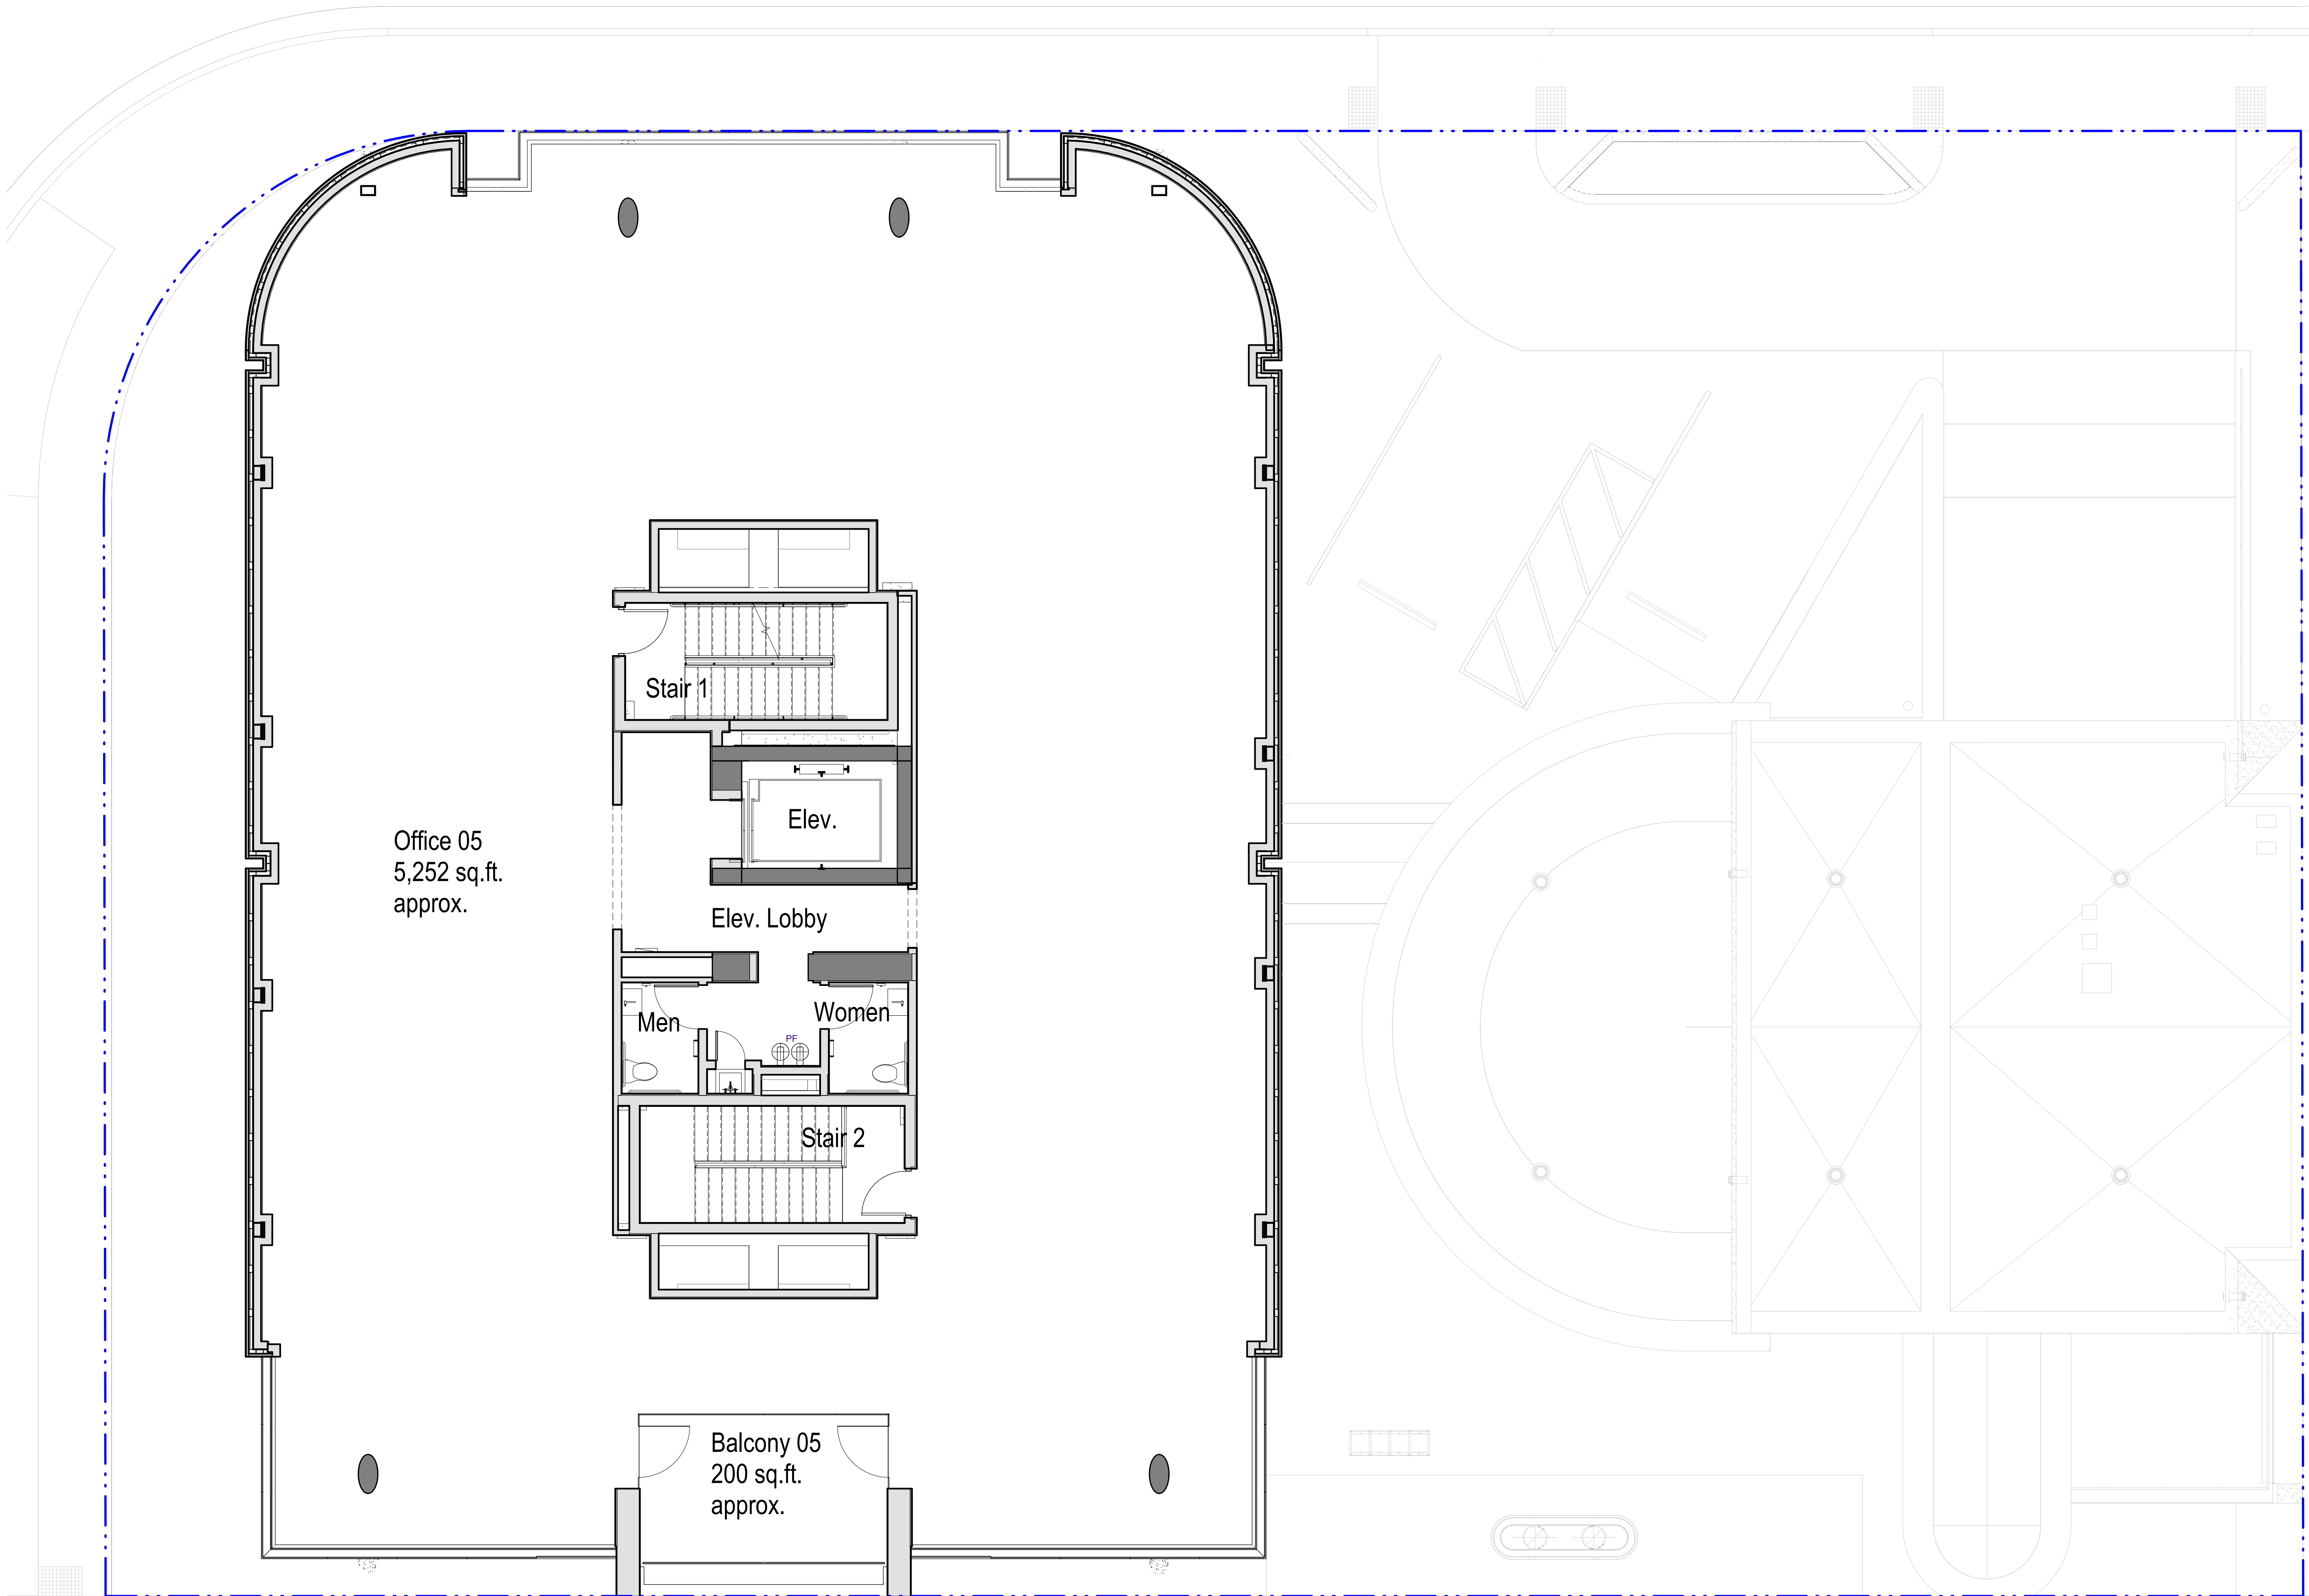 Stair 1
Elev.
Office 05
5,252 sq.ft.
approx.
Elev. Lobby
Men
Women
PF
Stair 2
Balcony 05
200 sq.ft.
approx.